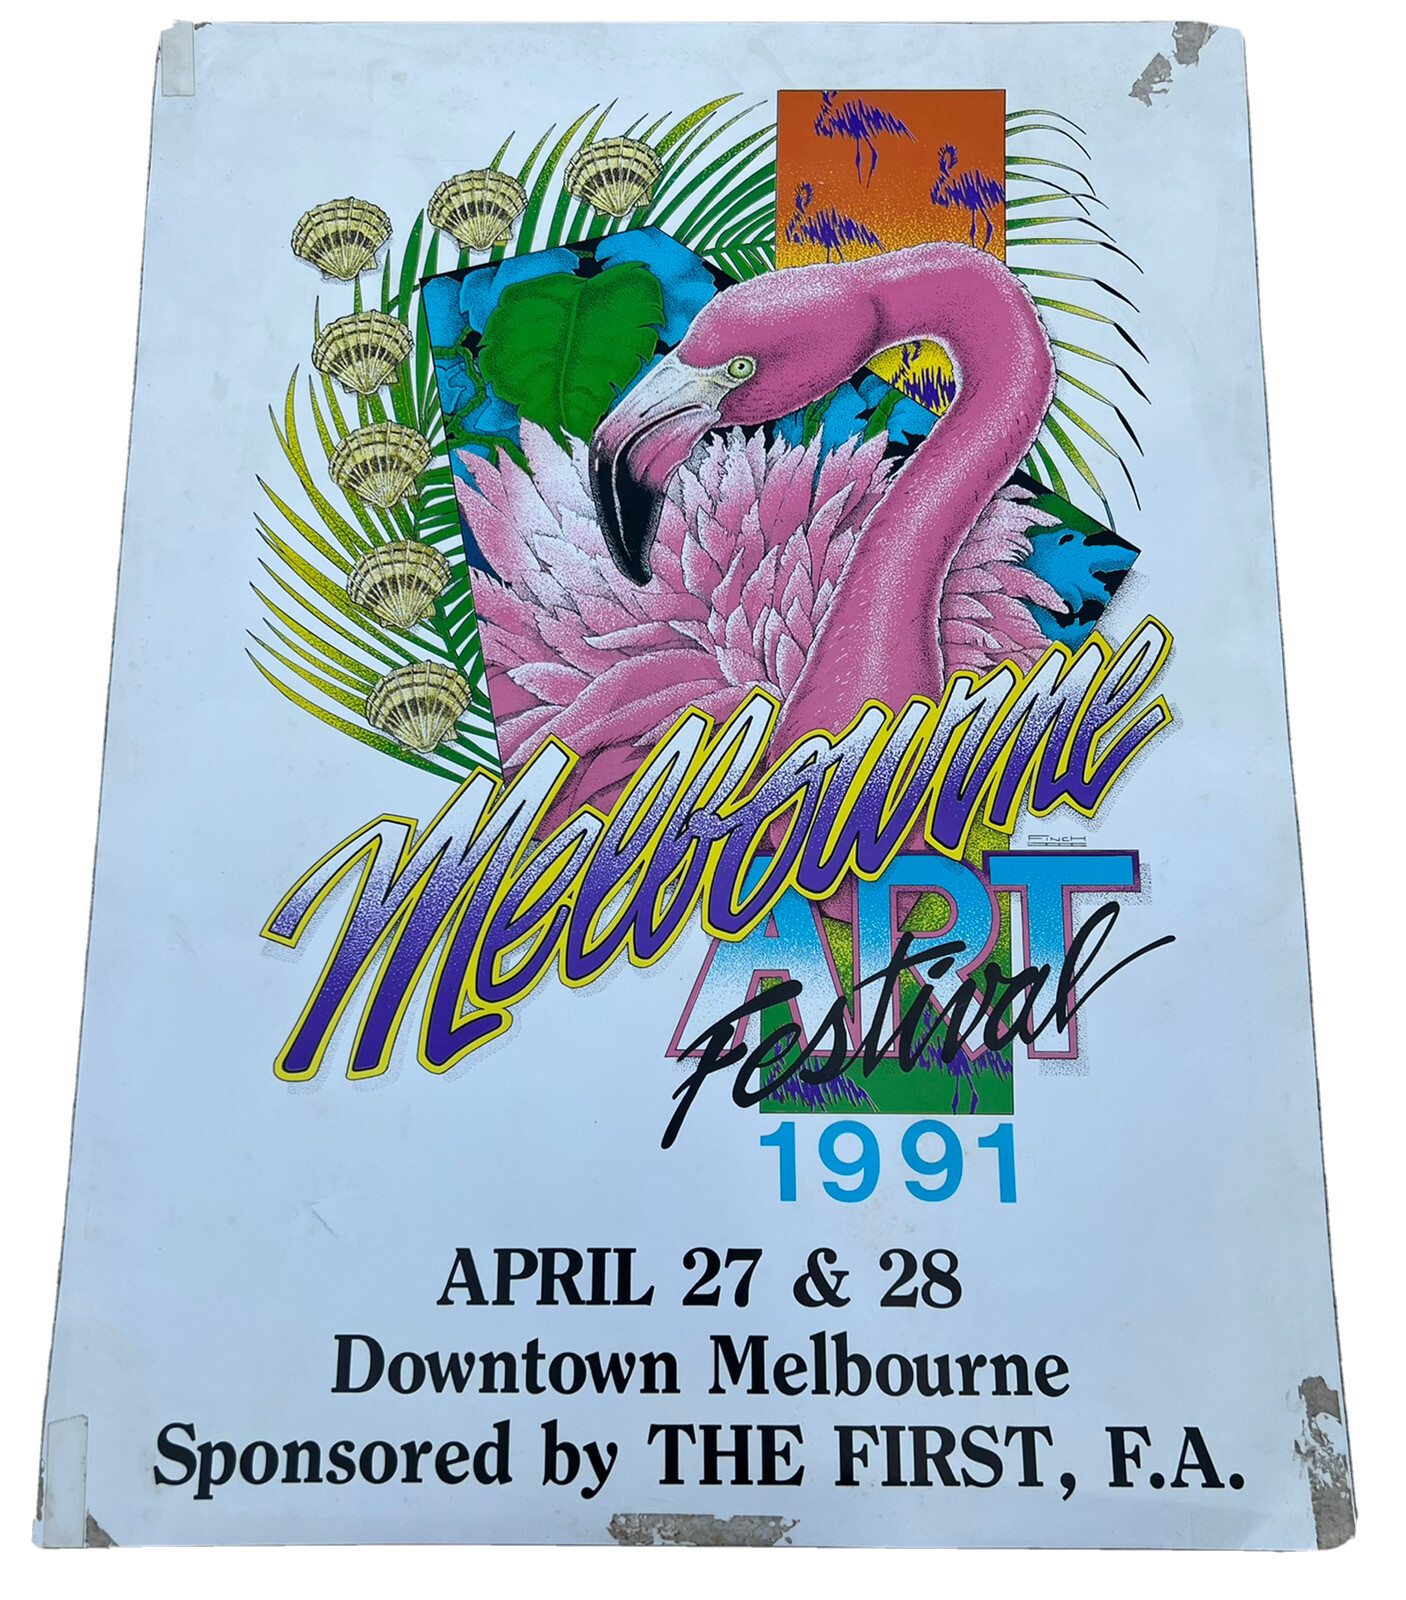 Melbourne
FINCH
ART
Festival
1991
APRIL 27 & 28
Downtown Melbourne
Sponsored by THE FIRST, F.A.